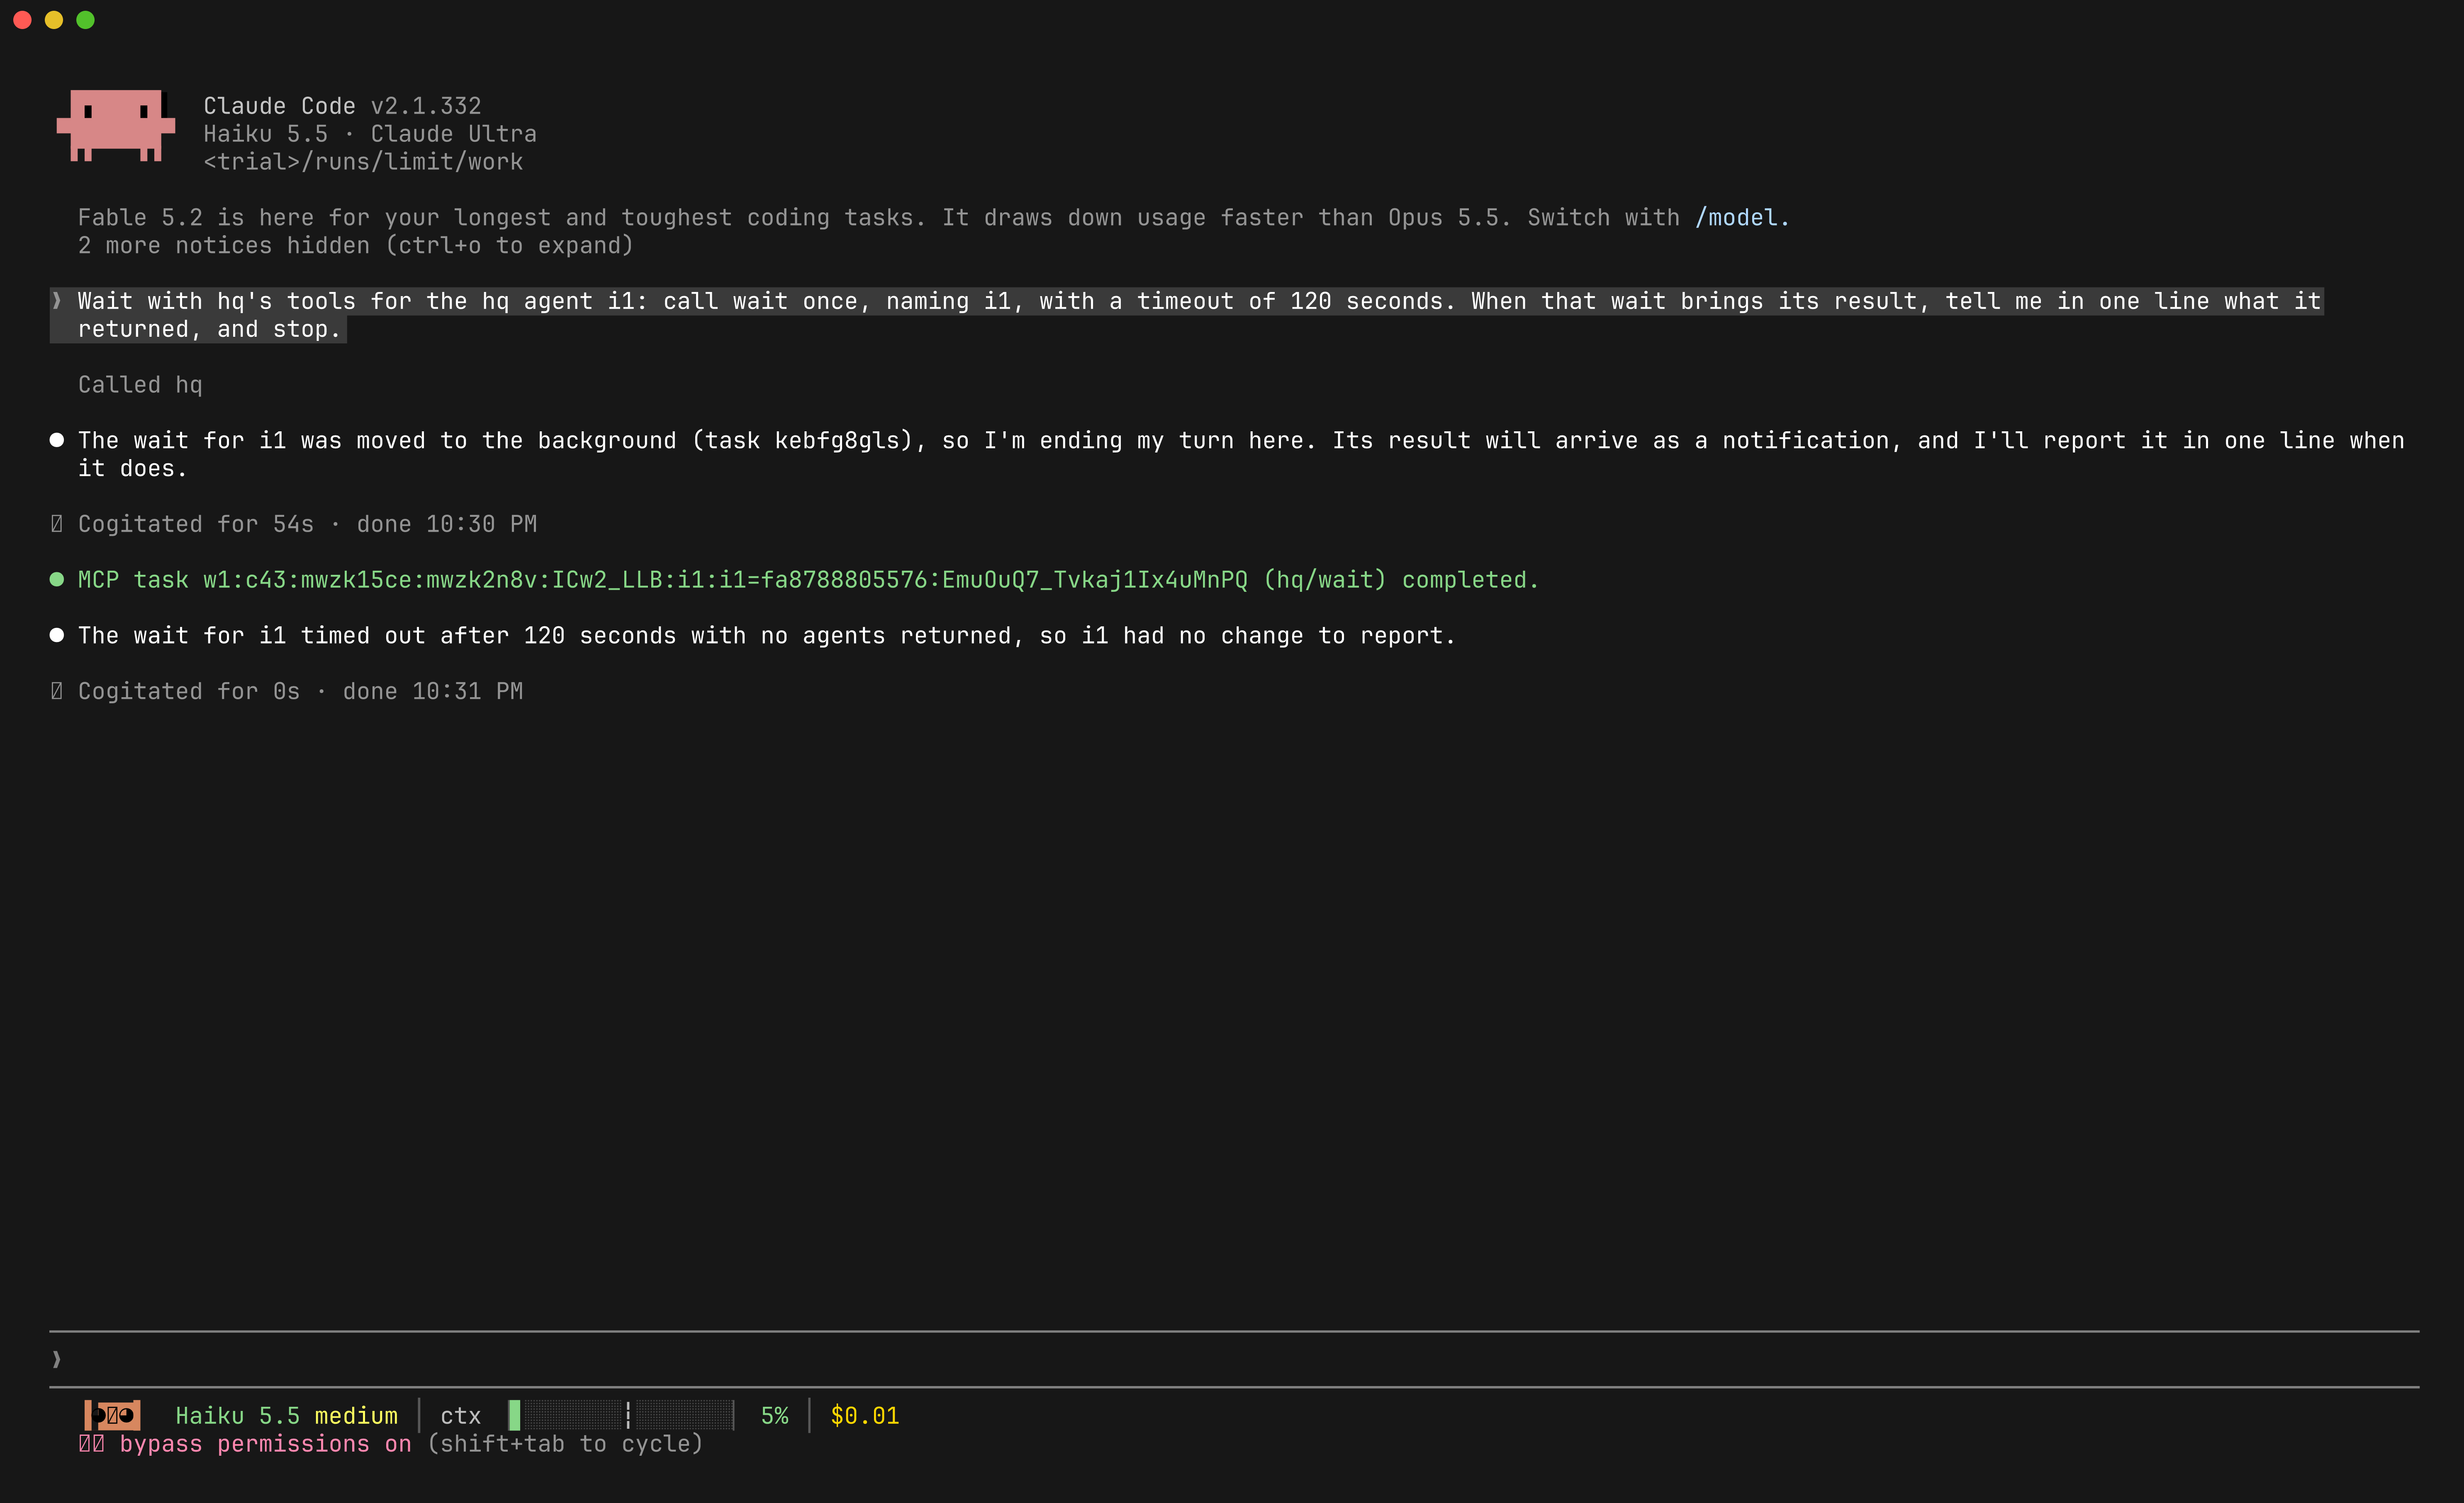 Claude Code v2.1.332
Haiku 5.5 · Claude Ultra
<trial>/runs/limit/work
Fable 5.2 is here for your longest and toughest coding tasks. It draws down usage faster than Opus 5.5. Switch with /model.
2 more notices hidden (ctrl+o to expand)
❯ Wait with hq's tools for the hq agent i1: call wait once, naming i1, with a timeout of 120 seconds. When that wait brings its result, tell me in one line what it
returned, and stop.
Called hq
● The wait for i1 was moved to the background (task kebfg8gls), so I'm ending my turn here. Its result will arrive as a notification, and I'll report it in one line when
it does.
Cogitated for 54s · done 10:30 PM
● MCP task w1:c43:mwzk15ce:mwzk2n8v:ICw2_LLB:i1:i1=fa8788805576:EmuOuQ7_Tvkaj1Ix4uMnPQ (hq/wait) completed.
● The wait for i1 timed out after 120 seconds with no agents returned, so i1 had no change to report.
Cogitated for 0s · done 10:31 PM
❯
Haiku 5.5 medium │ ctx 5% │ $0.01
bypass permissions on (shift+tab to cycle)